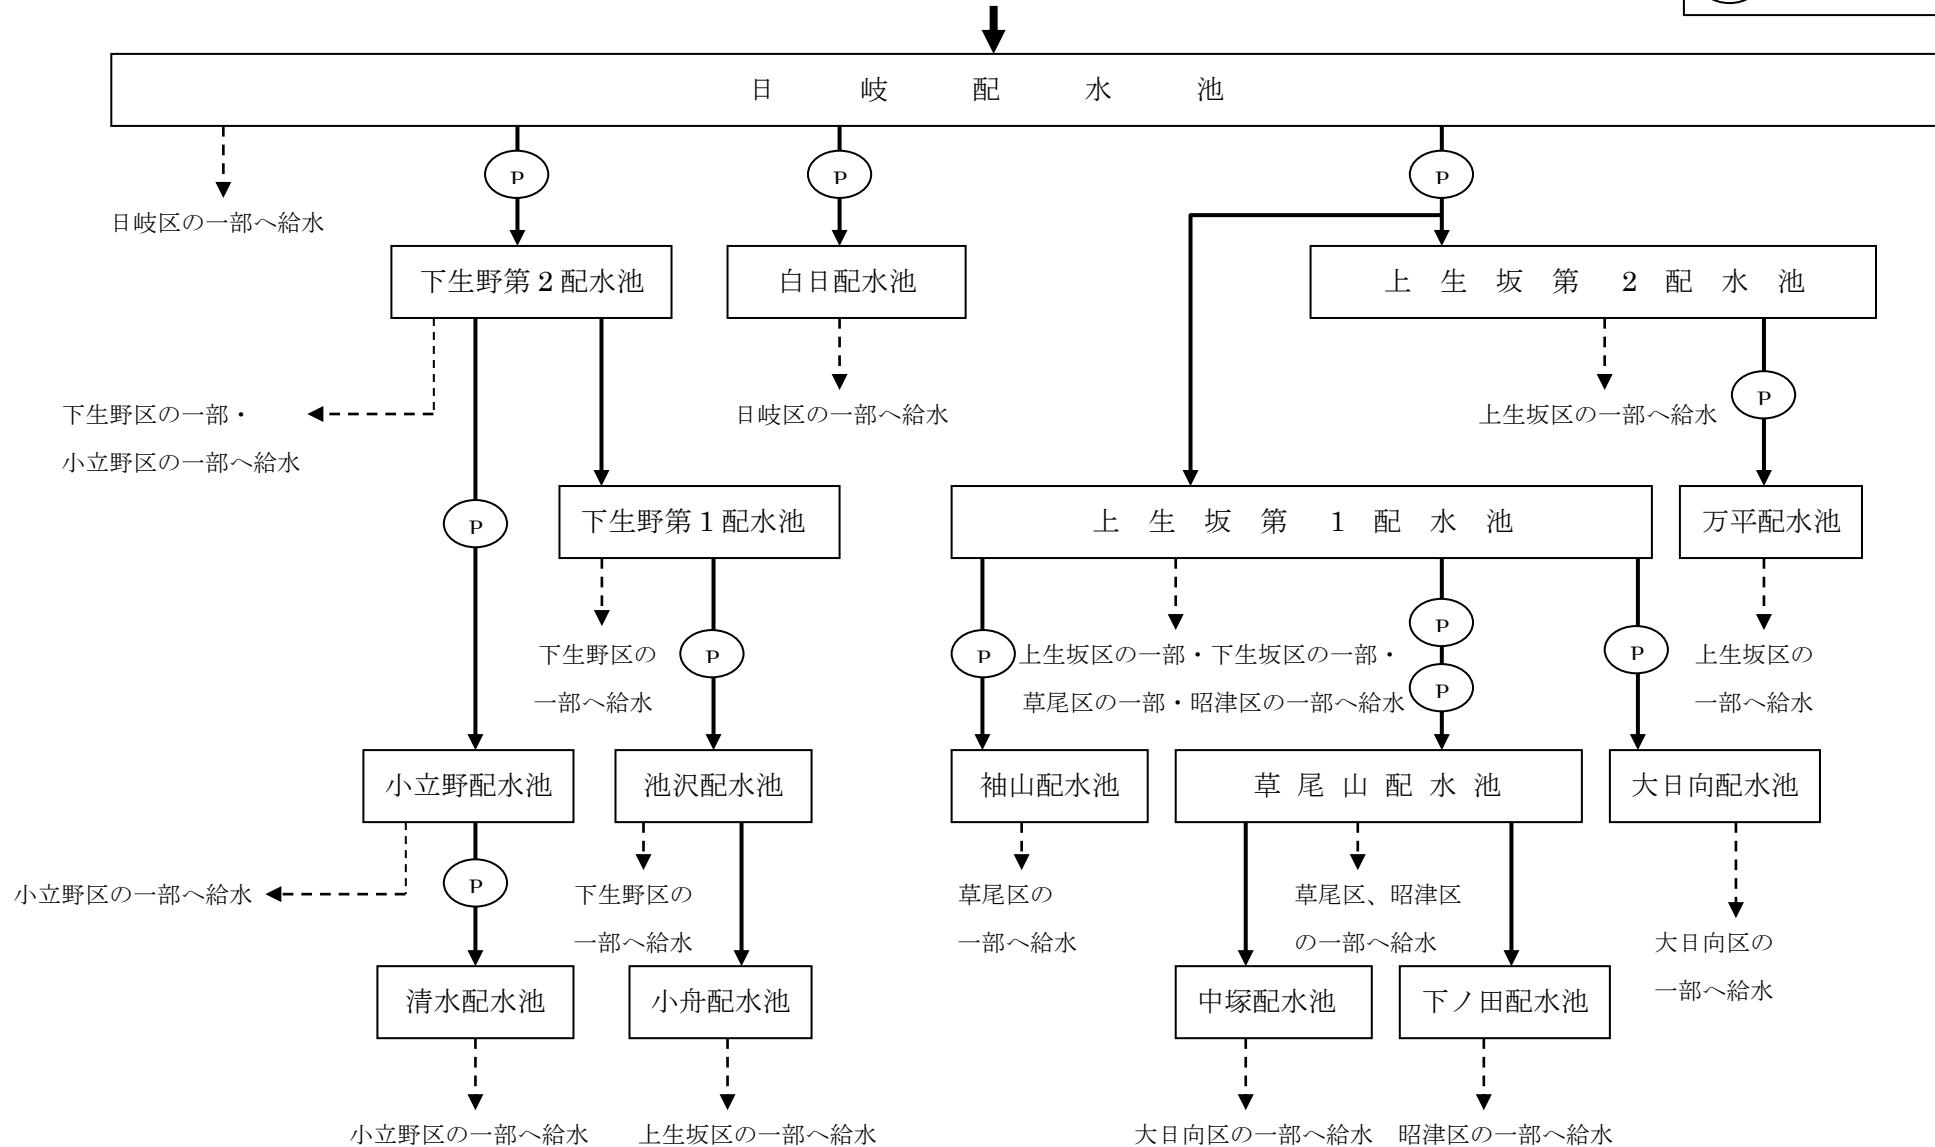 日岐配水池
P
P
P
日岐区の一部へ給水
下生野第2配水池
白日配水池
上生坂第2配水池
P
下生野区の一部・
小立野区の一部へ給水
日岐区の一部へ給水
上生坂区の一部へ給水
P
下生野第1配水池
上生坂第1配水池
万平配水池
P
下生野区の
一部へ給水
P
P
上生坂区の一部・下生坂区の一部・
草尾区の一部・昭津区の一部へ給水
P
P
上生坂区の
一部へ給水
小立野配水池
池沢配水池
袖山配水池
草尾山配水池
大日向配水池
小立野区の一部へ給水
P
下生野区の
一部へ給水
草尾区の
一部へ給水
草尾区、昭津区
の一部へ給水
大日向区の
一部へ給水
清水配水池
小舟配水池
中塚配水池
下ノ田配水池
小立野区の一部へ給水
上生坂区の一部へ給水
大日向区の一部へ給水
昭津区の一部へ給水